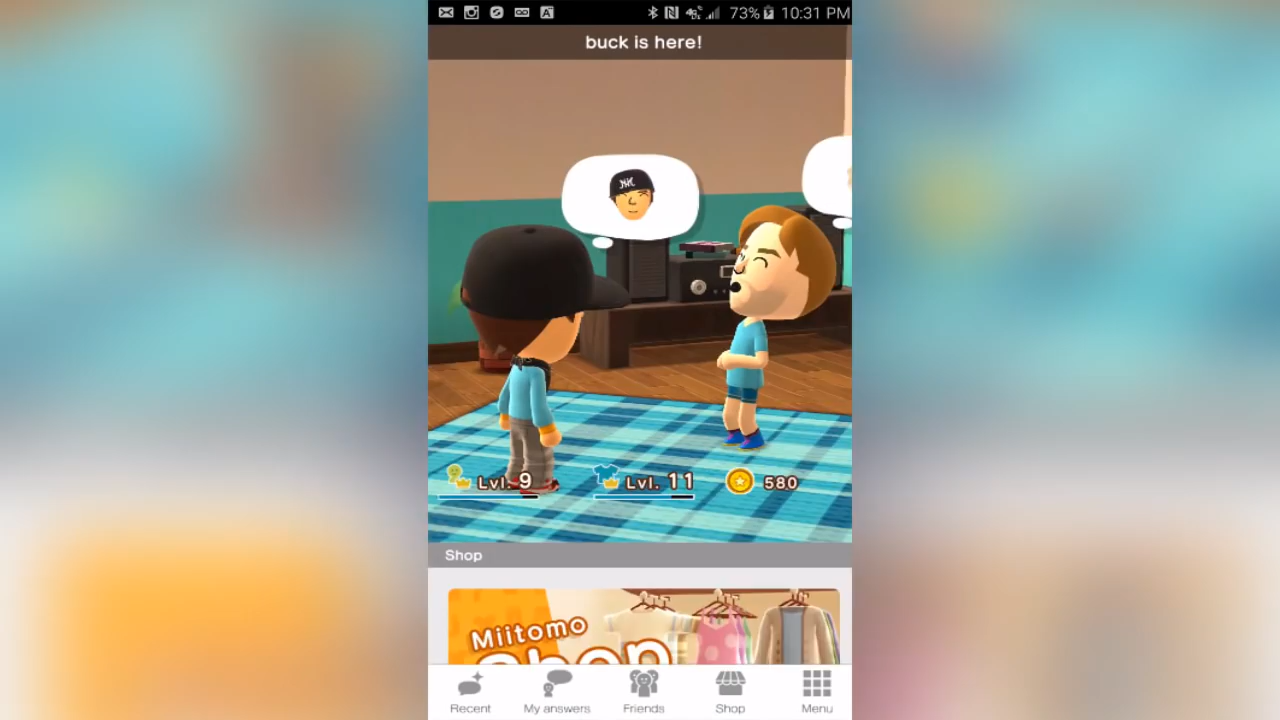 73% 10:31 PM
buck is here!
Lvl. 9 Lvl. 11 580
Shop
Miitomo
Shop
Recent My answers Friends Shop Menu